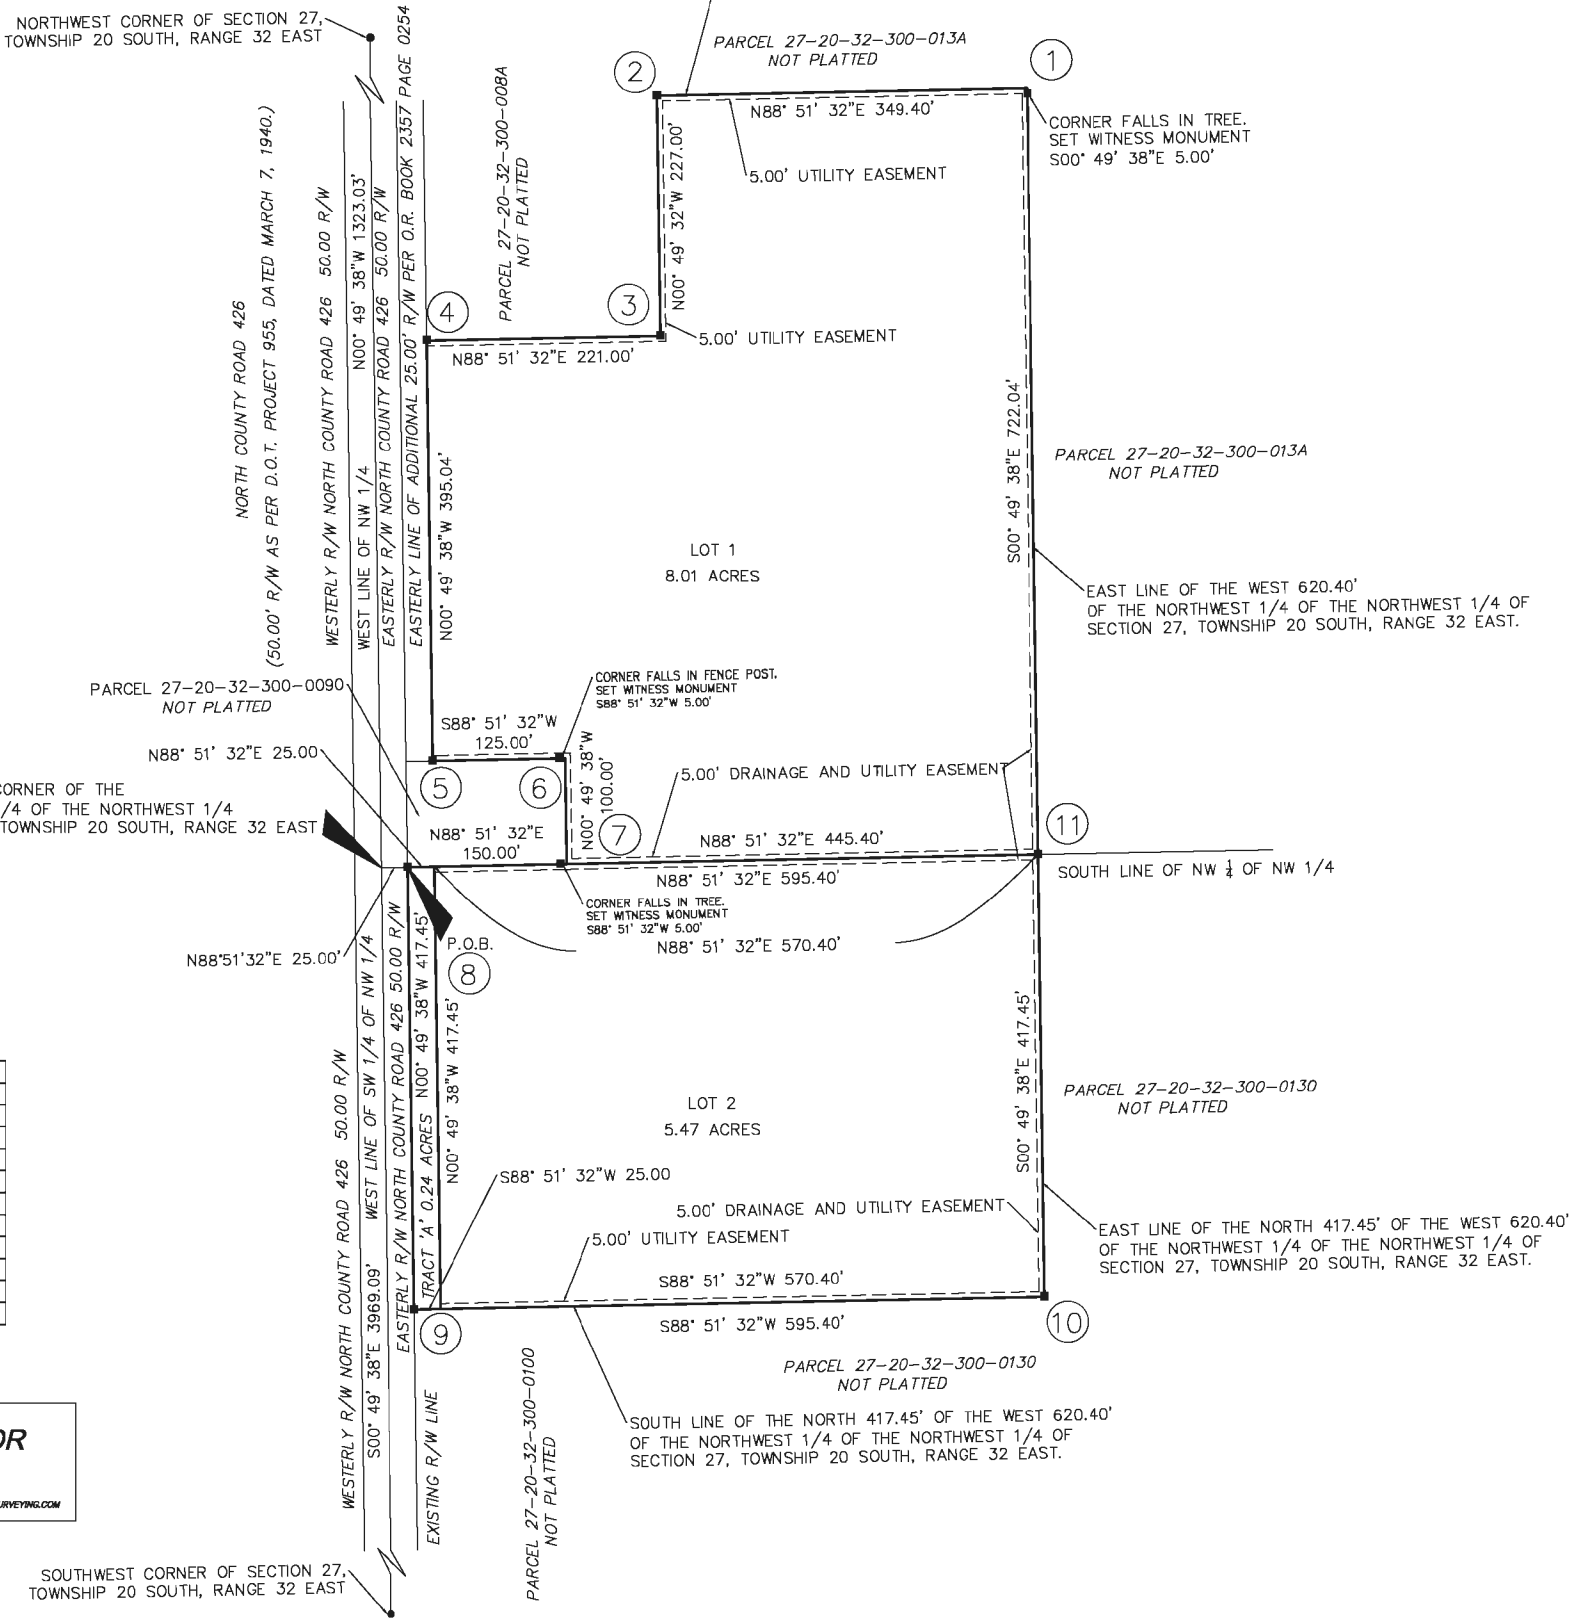 NORTHWEST CORNER OF SECTION 27,
TOWNSHIP 20 SOUTH, RANGE 32 EAST
NORTH COUNTY ROAD 426
(50.00' R/W AS PER D.O.T. PROJECT 955, DATED MARCH 7, 1940.)
WESTERLY R/W NORTH COUNTY ROAD 426 50.00 R/W
N00° 49' 38"W 1323.03'
WEST LINE OF NW 1/4
EASTERLY R/W NORTH COUNTY ROAD 426 50.00 R/W
EASTERLY LINE OF ADDITIONAL 25.00' R/W PER O.R. BOOK 2357 PAGE 0254
PARCEL 27-20-32-300-008A
NOT PLATTED
PARCEL 27-20-32-300-013A
NOT PLATTED
2
1
N88° 51' 32"E 349.40'
CORNER FALLS IN TREE.
SET WITNESS MONUMENT
S00° 49' 38"E 5.00'
5.00' UTILITY EASEMENT
N00° 49' 32"W 227.00'
4
3
5.00' UTILITY EASEMENT
N88° 51' 32"E 221.00'
N00° 49' 38"W 395.04'
S00° 49' 38"E 722.04'
PARCEL 27-20-32-300-013A
NOT PLATTED
LOT 1
8.01 ACRES
EAST LINE OF THE WEST 620.40'
OF THE NORTHWEST 1/4 OF THE NORTHWEST 1/4 OF
SECTION 27, TOWNSHIP 20 SOUTH, RANGE 32 EAST.
PARCEL 27-20-32-300-0090
NOT PLATTED
CORNER FALLS IN FENCE POST.
SET WITNESS MONUMENT
S88° 51' 32"W 5.00'
S88° 51' 32"W
125.00'
N88° 51' 32"E 25.00
5
6
N00° 49' 38"W
100.00'
7
5.00' DRAINAGE AND UTILITY EASEMENT
CORNER OF THE
1/4 OF THE NORTHWEST 1/4
TOWNSHIP 20 SOUTH, RANGE 32 EAST
N88° 51' 32"E
150.00'
N88° 51' 32"E 445.40'
11
SOUTH LINE OF NW ¼ OF NW 1/4
N88° 51' 32"E 595.40'
CORNER FALLS IN TREE.
SET WITNESS MONUMENT
S88° 51' 32"W 5.00'
N88° 51' 32"E 570.40'
P.O.B.
8
N88°51'32"E 25.00'
N00° 49' 38"W 417.45'
N00° 49' 38"W 417.45'
S00° 49' 38"E 417.45'
LOT 2
5.47 ACRES
PARCEL 27-20-32-300-0130
NOT PLATTED
WESTERLY R/W NORTH COUNTY ROAD 426 50.00 R/W
WEST LINE OF SW 1/4 OF NW 1/4
S00° 49' 38"E 3969.09'
EASTERLY R/W NORTH COUNTY ROAD 426 50.00 R/W
TRACT 'A' 0.24 ACRES
S88° 51' 32"W 25.00
5.00' DRAINAGE AND UTILITY EASEMENT
5.00' UTILITY EASEMENT
EAST LINE OF THE NORTH 417.45' OF THE WEST 620.40'
OF THE NORTHWEST 1/4 OF THE NORTHWEST 1/4 OF
SECTION 27, TOWNSHIP 20 SOUTH, RANGE 32 EAST.
S88° 51' 32"W 570.40'
9
S88° 51' 32"W 595.40'
10
PARCEL 27-20-32-300-0130
NOT PLATTED
SOUTH LINE OF THE NORTH 417.45' OF THE WEST 620.40'
OF THE NORTHWEST 1/4 OF THE NORTHWEST 1/4 OF
SECTION 27, TOWNSHIP 20 SOUTH, RANGE 32 EAST.
EXISTING R/W LINE
PARCEL 27-20-32-300-0100
NOT PLATTED
SOUTHWEST CORNER OF SECTION 27,
TOWNSHIP 20 SOUTH, RANGE 32 EAST